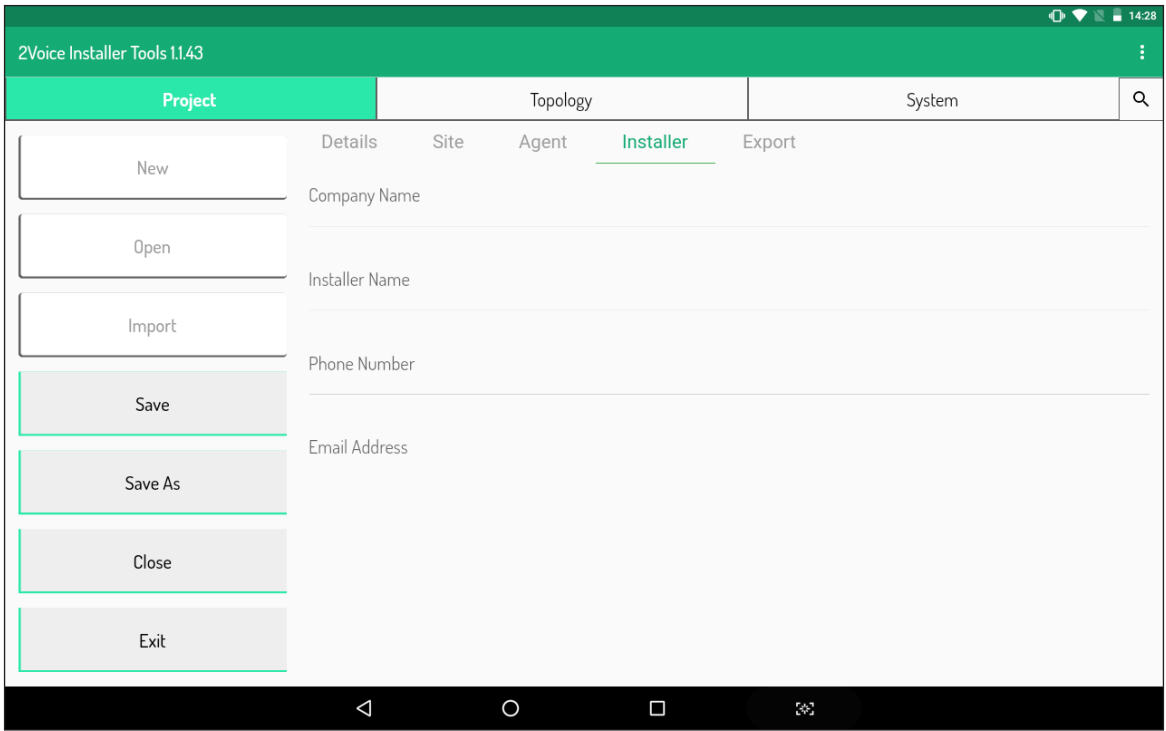 14:28
2Voice Installer Tools 1.1.43
Project
Topology
System
Details
Site
Agent
Installer
Export
New
Open
Import
Save
Save As
Close
Exit
Company Name
Installer Name
Phone Number
Email Address